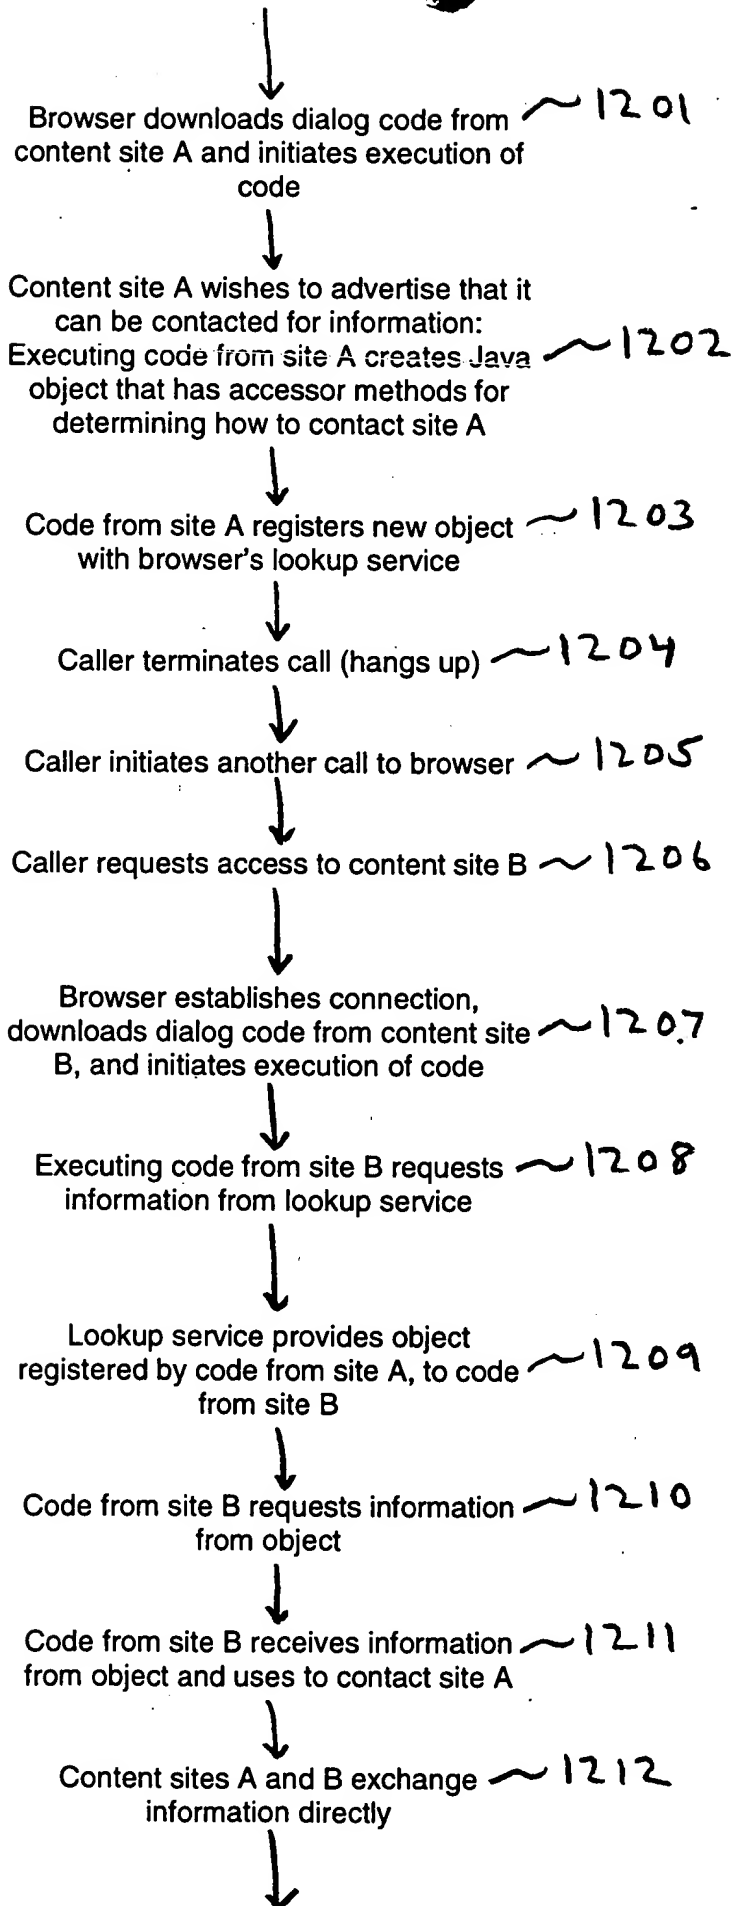 Browser downloads dialog code from ~1201
content site A and initiates execution of
code
Content site A wishes to advertise that it
can be contacted for information:
Executing code from site A creates Java ~1202
object that has accessor methods for
determining how to contact site A
Code from site A registers new object ~1203
with browser's lookup service
Caller terminates call (hangs up) ~1204
Caller initiates another call to browser ~1205
Caller requests access to content site B ~1206
Browser establishes connection,
downloads dialog code from content site ~1207
B, and initiates execution of code
Executing code from site B requests ~1208
information from lookup service
Lookup service provides object
registered by code from site A, to code ~1209
from site B
Code from site B requests information ~1210
from object
Code from site B receives information ~1211
from object and uses to contact site A
Content sites A and B exchange ~1212
information directly